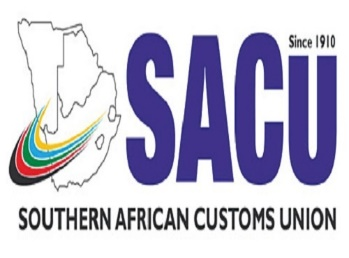 Since 1910
SACU
SOUTHERN AFRICAN CUSTOMS UNION